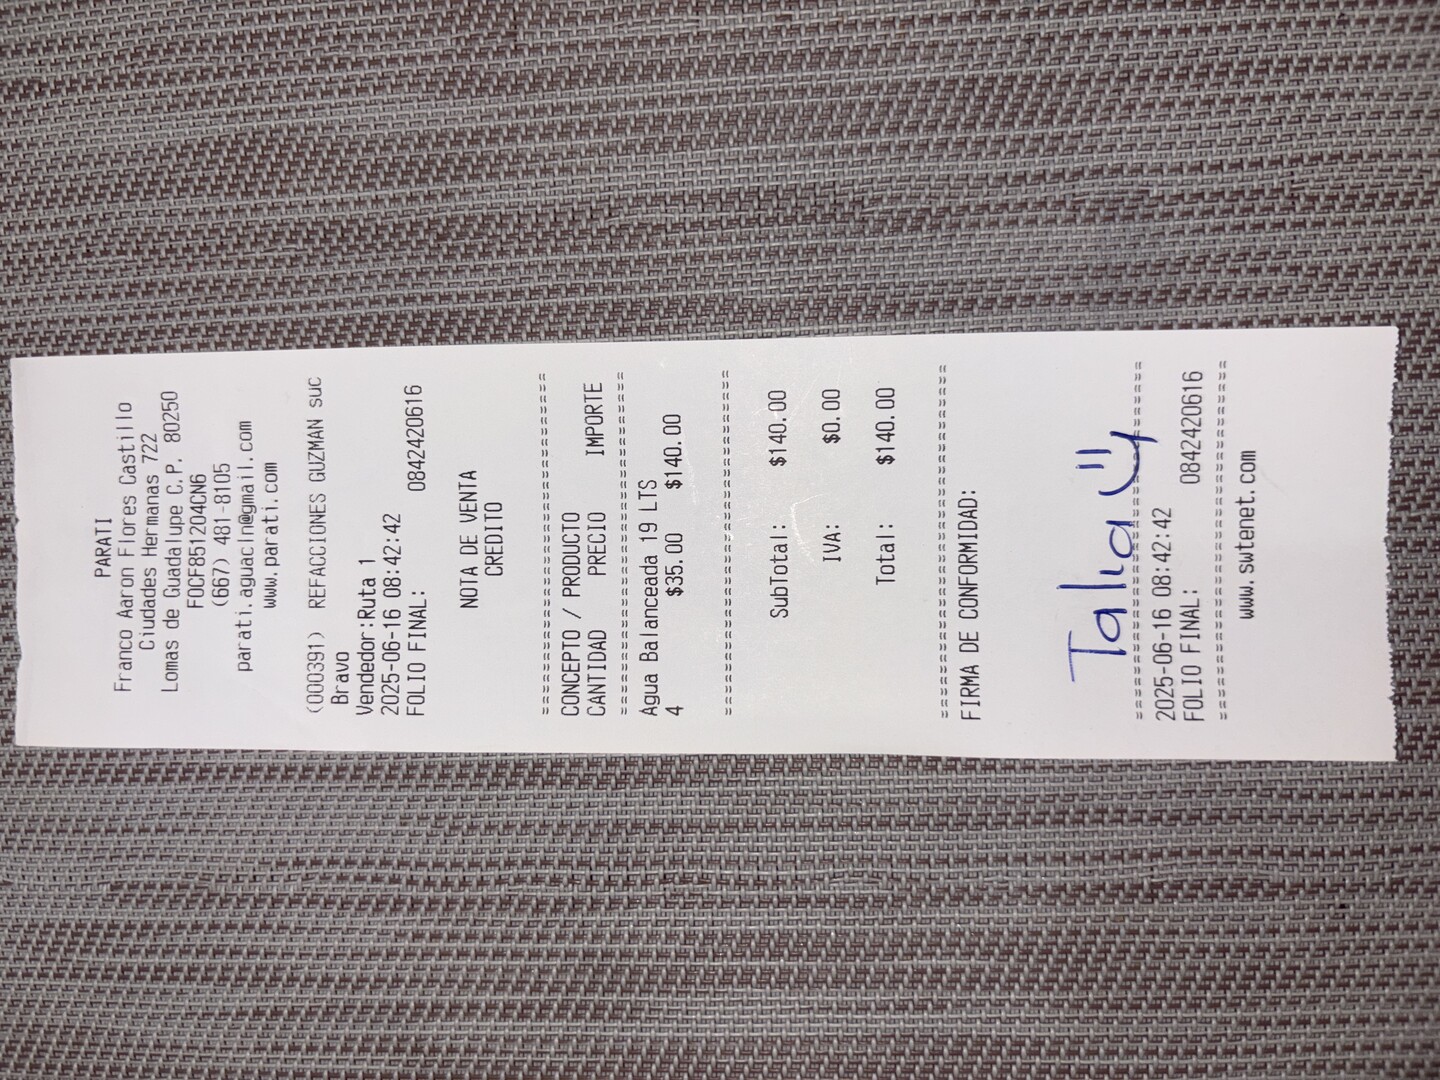 PARATI
Franco Aaron Flores Castillo
Ciudades Hermanas 722
Lomas de Guadalupe C.P. 80250
FOCF851204CN6
(667) 481-8105
parati.aguacln@gmail.com
www.parati.com
(000391) REFACCIONES GUZMAN suc
Bravo
Vendedor:Ruta 1
2025-06-16 08:42:42
FOLIO FINAL: 0842420616
NOTA DE VENTA
CREDITO
===============================
CONCEPTO / PRODUCTO
CANTIDAD PRECIO IMPORTE
===============================
Agua Balanceada 19 LTS
4 $35.00 $140.00
===============================
SubTotal: $140.00
IVA: $0.00
Total: $140.00
===============================
FIRMA DE CONFORMIDAD:
Talia
===============================
2025-06-16 08:42:42
FOLIO FINAL: 0842420616
===============================
www.swtenet.com